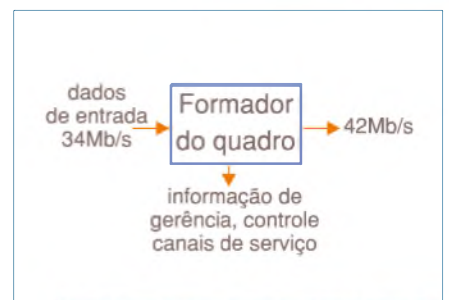 dados
de entrada
34Mb/s
Formador
do quadro
42Mb/s
informação de
gerência, controle
canais de serviço